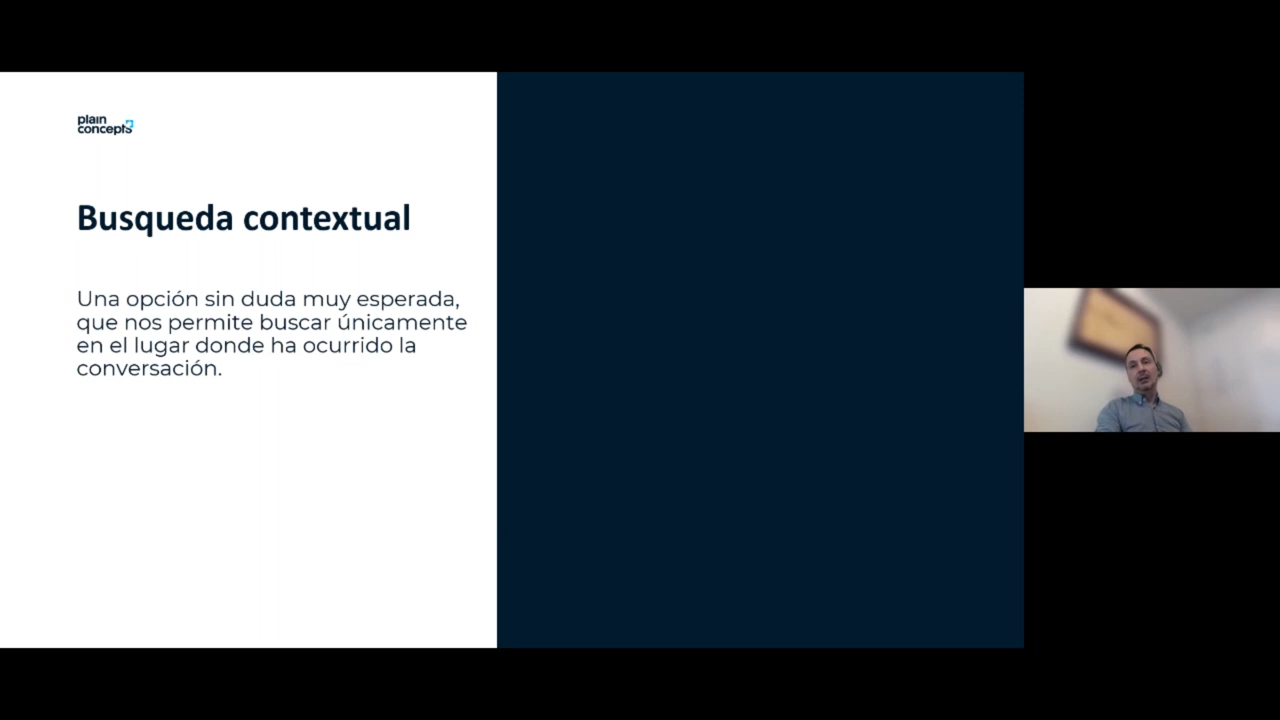 plain
concepts
Busqueda contextual
Una opción sin duda muy esperada,
que nos permite buscar únicamente
en el lugar donde ha ocurrido la
conversación.